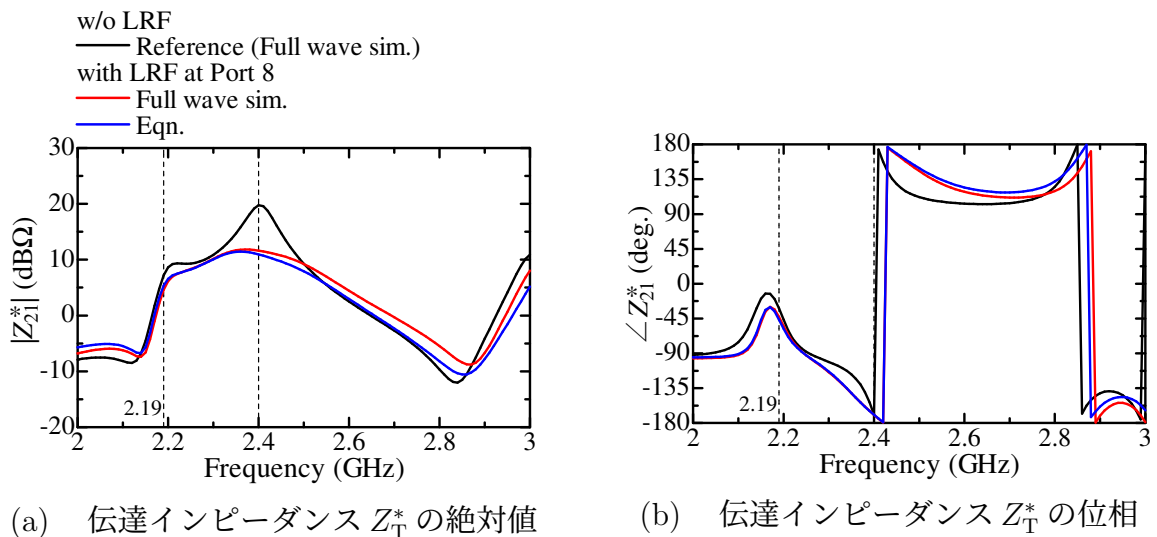 w/o LRF
Reference (Full wave sim.)
with LRF at Port 8
Full wave sim.
Eqn.
|Z*21| (dBΩ)
30
20
10
0
-10
-20
2.19
2 2.2 2.4 2.6 2.8 3
Frequency (GHz)
(a) 伝達インピーダンス Z*T の絶対値
∠Z*21 (deg.)
180
135
90
45
0
-45
-90
-135
-180
2.19
2 2.2 2.4 2.6 2.8 3
Frequency (GHz)
(b) 伝達インピーダンス Z*T の位相